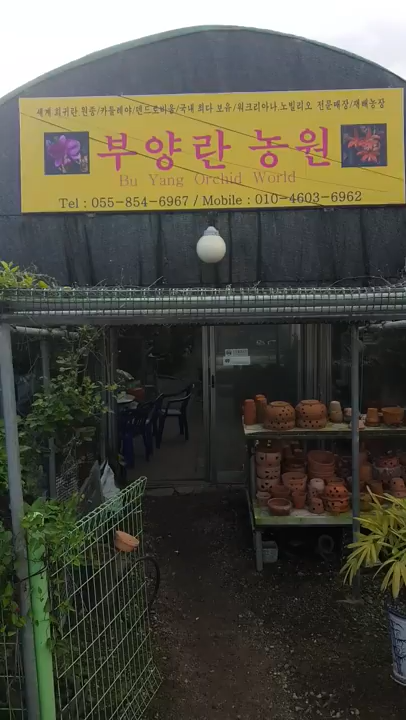 세계 희귀란 원종/카틀레야/덴드로비움/국내 최다 보유/워크리아나 노빌리오 전문매장/재배농장
부양란 농원
Bu Yang Orchid World
Tel : 055-854-6967 / Mobile : 010-4603-6962